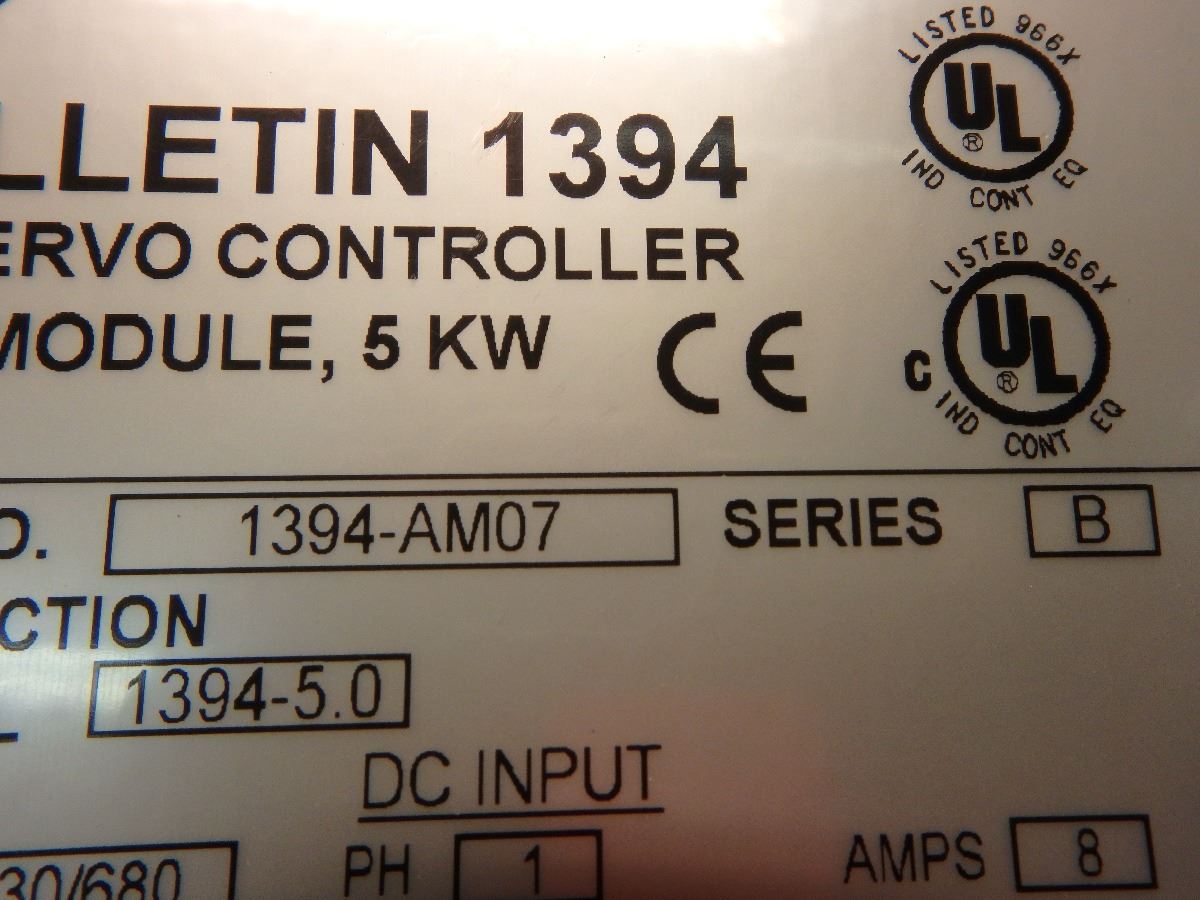 LISTED 966X
UL
®
IND CONT EQ
LLETIN 1394
ERVO CONTROLLER
MODULE, 5 KW
CE
LISTED 966X
C UL
®
IND CONT EQ
O. 1394-AM07 SERIES B
CTION
1394-5.0
DC INPUT
30/680 PH 1 AMPS 8